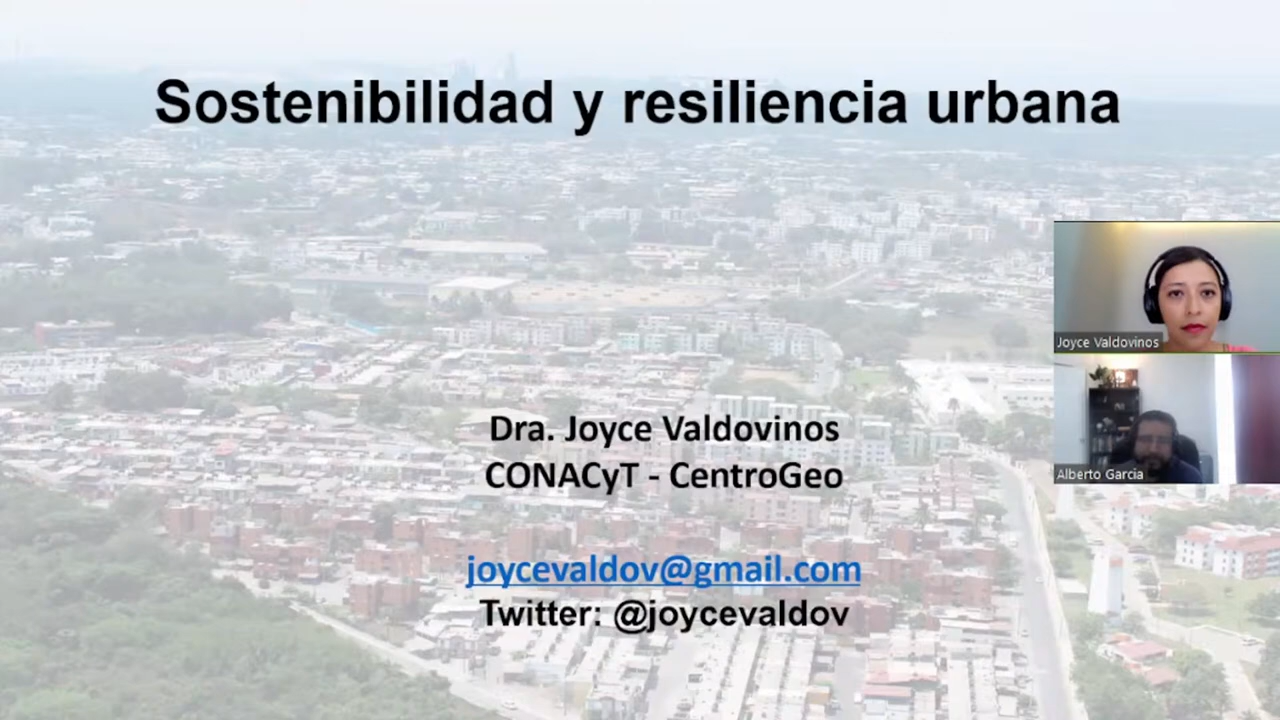 Sostenibilidad y resiliencia urbana
Joyce Valdovinos
Dra. Joyce Valdovinos
CONACyT - CentroGeo
Alberto Garcia
joycevaldov@gmail.com
Twitter: @joycevaldov